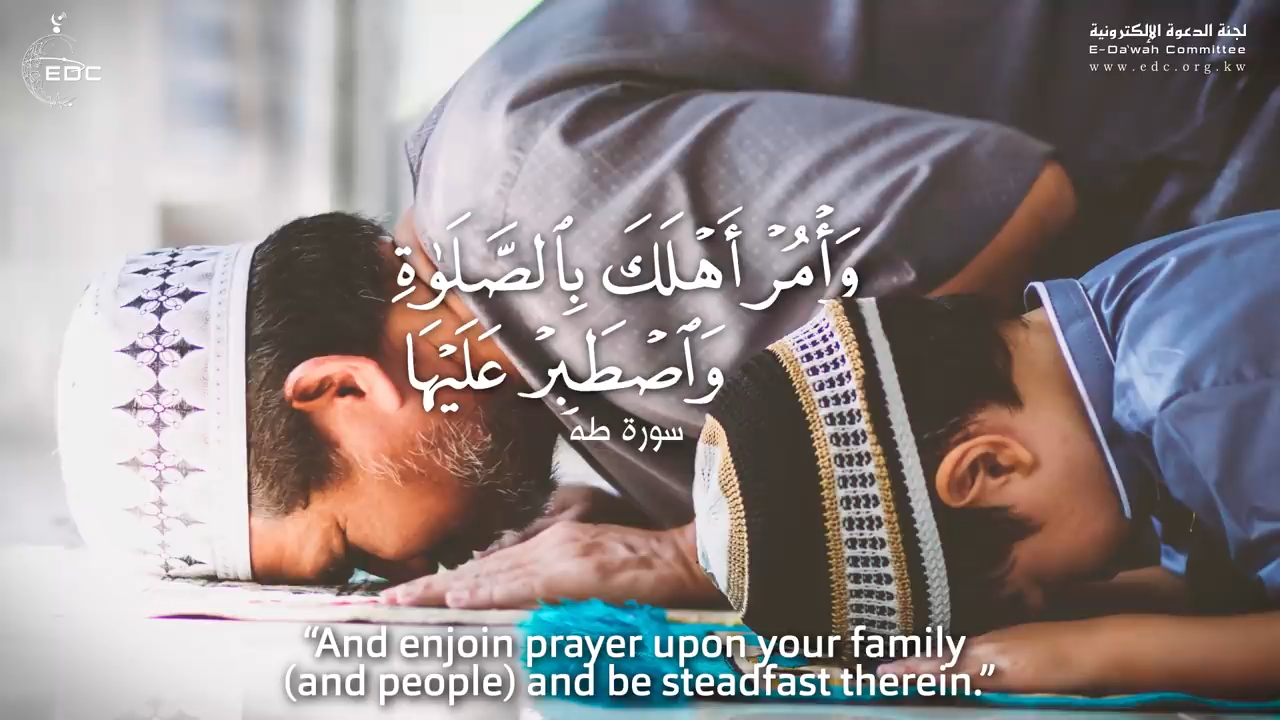 EDC
لجنة الدعوة الإلكترونية
E-Da'wah Committee
www.edc.org.kw
وَأْمُرْ أَهْلَكَ بِٱلصَّلَوٰةِ
وَٱصْطَبِرْ عَلَيْهَا
سورة طه
“And enjoin prayer upon your family
(and people) and be steadfast therein.”